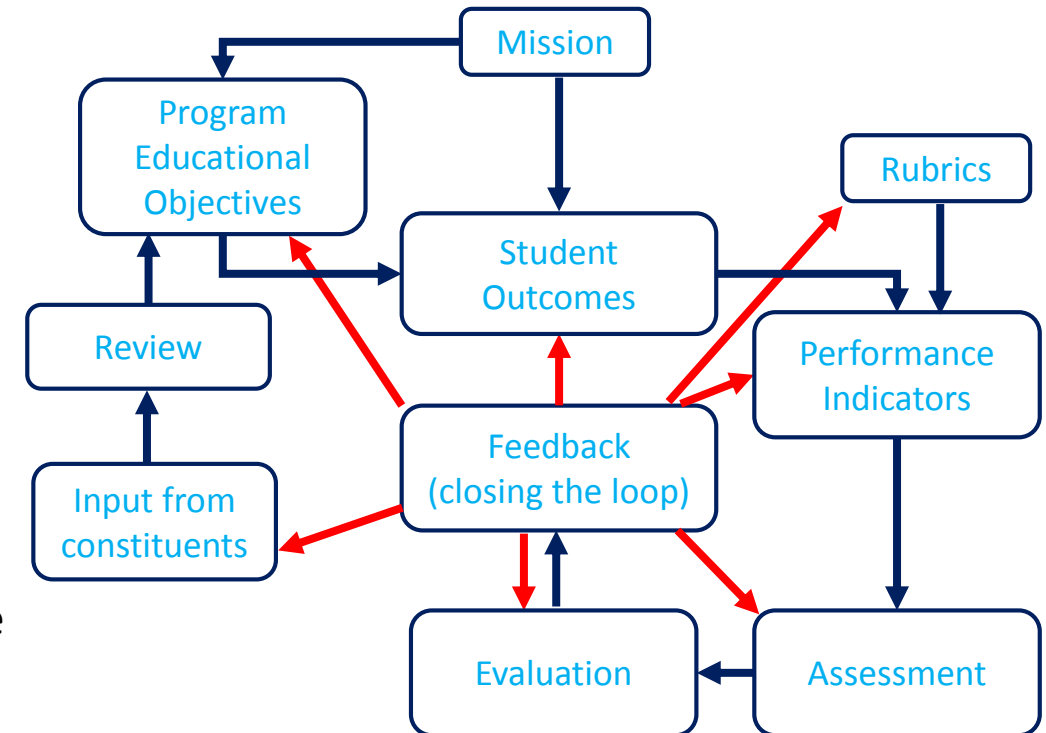 Mission
Program
Educational
Objectives
Rubrics
Student
Outcomes
Review
Performance
Indicators
Feedback
(closing the loop)
Input from
constituents
e
Evaluation
Assessment